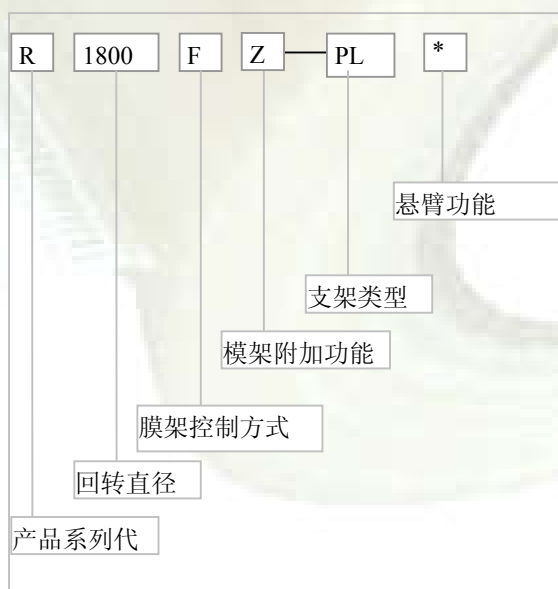 R 1800 F Z PL *
悬臂功能
支架类型
模架附加功能
膜架控制方式
回转直径
产品系列代